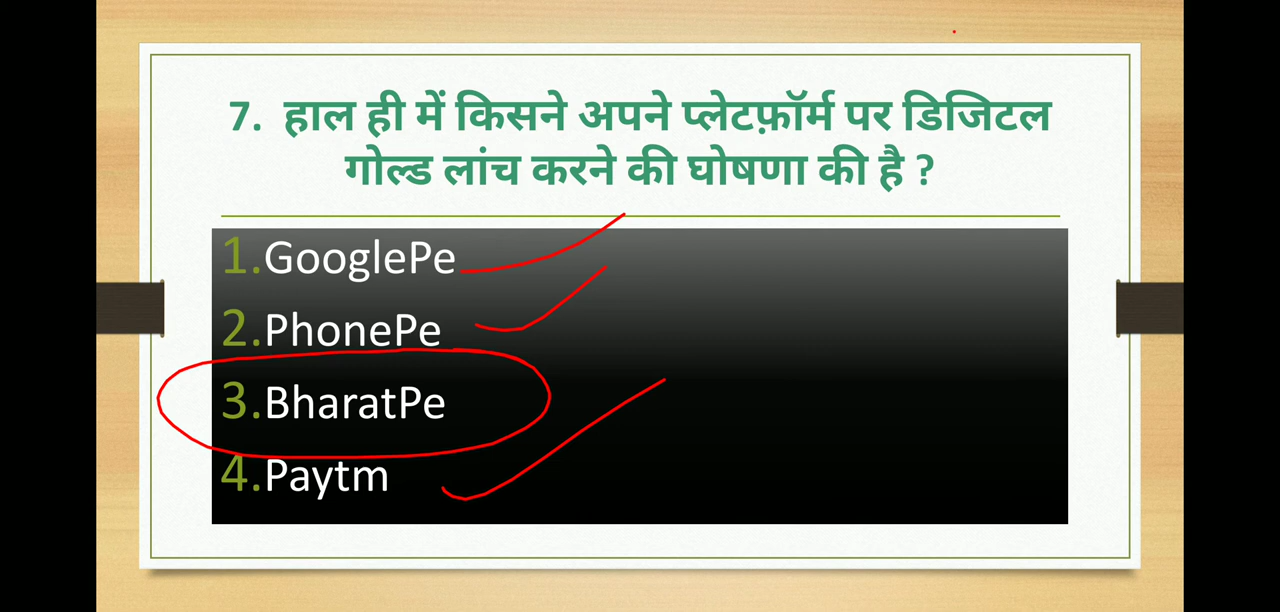 7. हाल ही में किसने अपने प्लेटफ़ॉर्म पर डिजिटल
गोल्ड लांच करने की घोषणा की है ?
1.GooglePe
2.PhonePe
3.BharatPe
4.Paytm